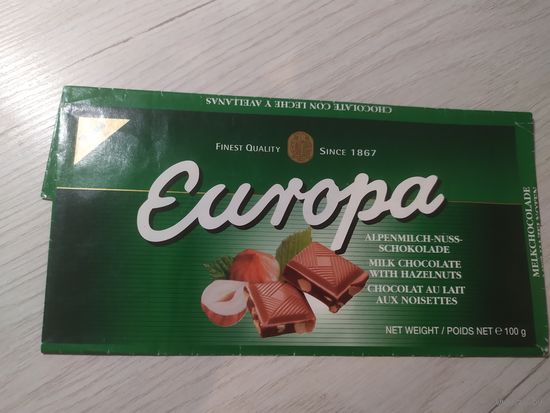 CHOCOLATE CON LECHE Y AVELLANAS
FINEST QUALITY SINCE 1867
Europa
ALPENMILCH-NUSS-
SCHOKOLADE
MILK CHOCOLATE
WITH HAZELNUTS
CHOCOLAT AU LAIT
AUX NOISETTES
NET WEIGHT / POIDS NET e 100 g
MELKCHOCOLADE